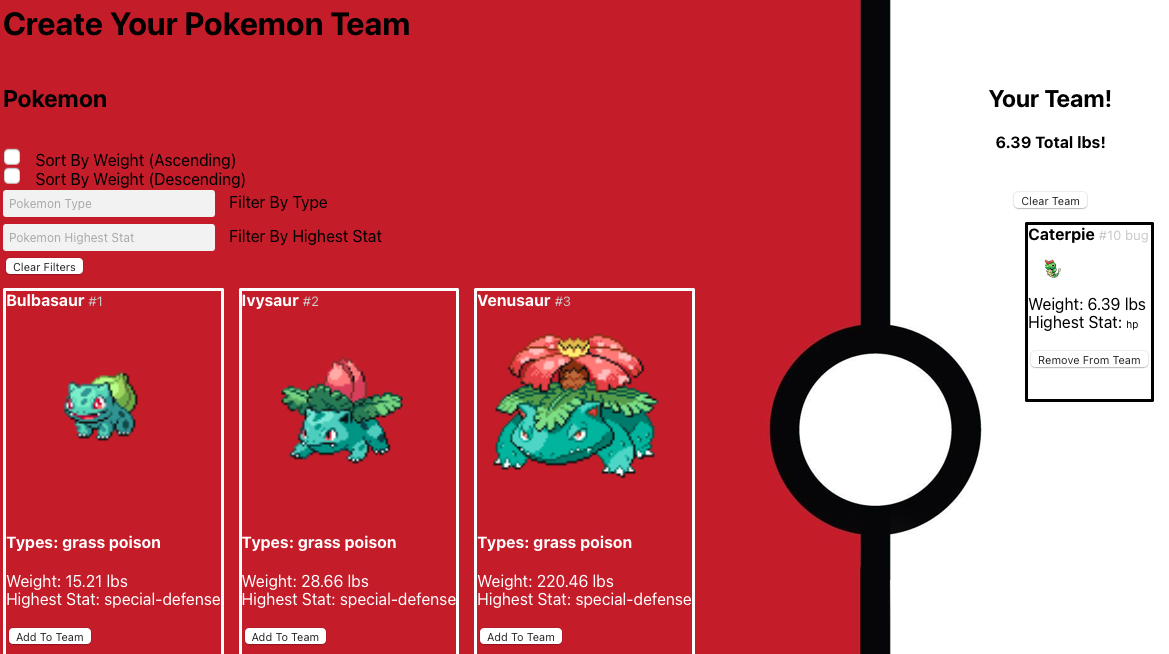 Create Your Pokemon Team
Pokemon
Sort By Weight (Ascending)
Sort By Weight (Descending)
Pokemon Type
Filter By Type
Pokemon Highest Stat
Filter By Highest Stat
Clear Filters
Bulbasaur #1
Types: grass poison
Weight: 15.21 lbs
Highest Stat: special-defense
Add To Team
Ivysaur #2
Types: grass poison
Weight: 28.66 lbs
Highest Stat: special-defense
Add To Team
Venusaur #3
Types: grass poison
Weight: 220.46 lbs
Highest Stat: special-defense
Add To Team
Your Team!
6.39 Total lbs!
Clear Team
Caterpie #10 bug
Weight: 6.39 lbs
Highest Stat: hp
Remove From Team